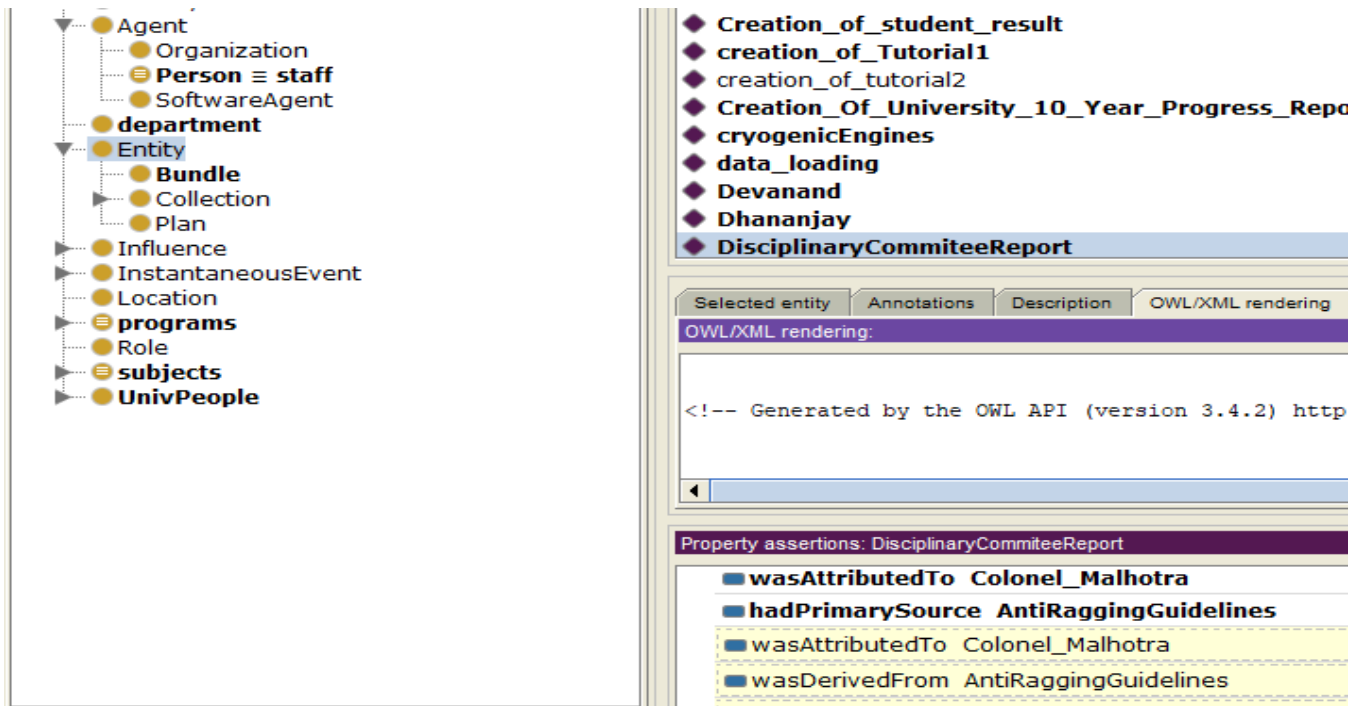 Agent
Organization
Person ≡ staff
SoftwareAgent
department
Entity
Bundle
Collection
Plan
Influence
InstantaneousEvent
Location
programs
Role
subjects
UnivPeople
Creation_of_student_result
creation_of_Tutorial1
creation_of_tutorial2
Creation_Of_University_10_Year_Progress_Repo
cryogenicEngines
data_loading
Devanand
Dhananjay
DisciplinaryCommiteeReport
Selected entity Annotations Description OWL/XML rendering
OWL/XML rendering:
<!-- Generated by the OWL API (version 3.4.2) http
Property assertions: DisciplinaryCommiteeReport
wasAttributedTo Colonel_Malhotra
hadPrimarySource AntiRaggingGuidelines
wasAttributedTo Colonel_Malhotra
wasDerivedFrom AntiRaggingGuidelines